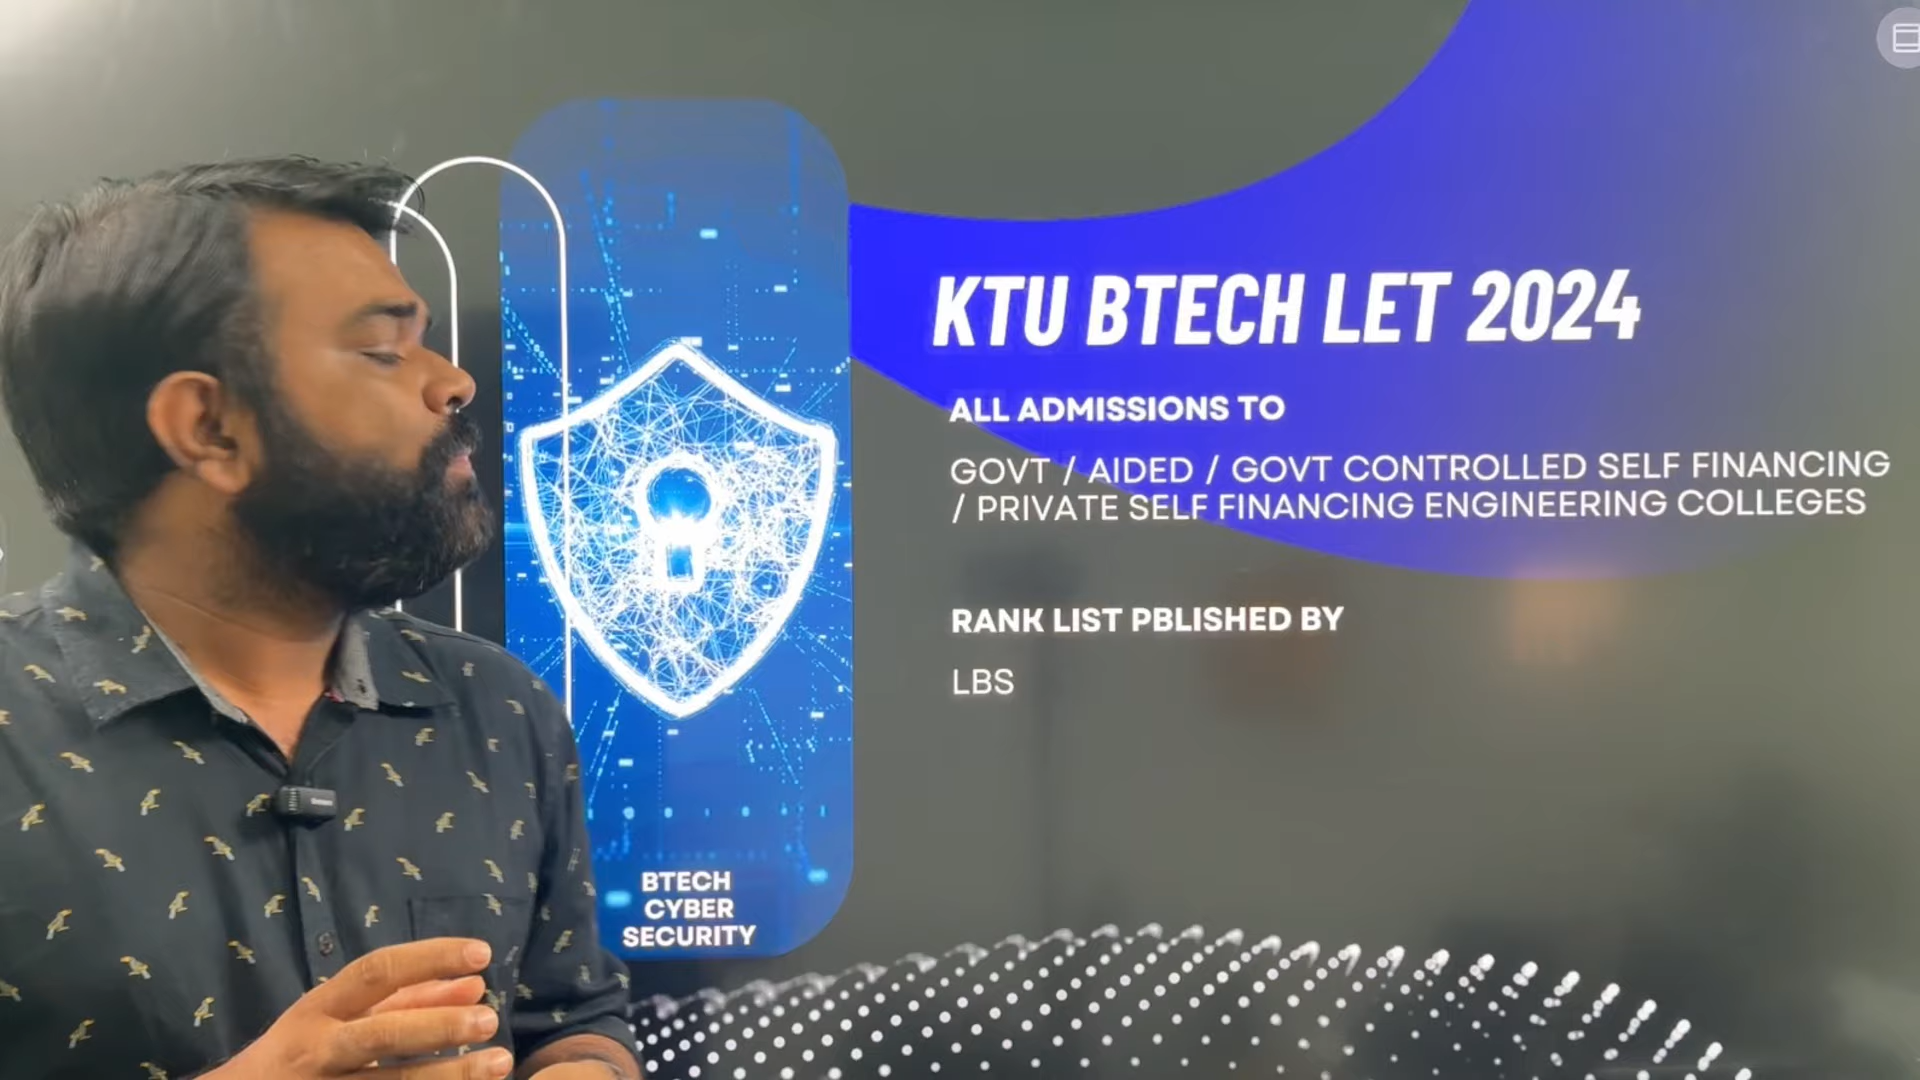 KTU BTECH LET 2024
ALL ADMISSIONS TO
GOVT / AIDED / GOVT CONTROLLED SELF FINANCING
/ PRIVATE SELF FINANCING ENGINEERING COLLEGES
RANK LIST PBLISHED BY
LBS
BTECH
CYBER
SECURITY